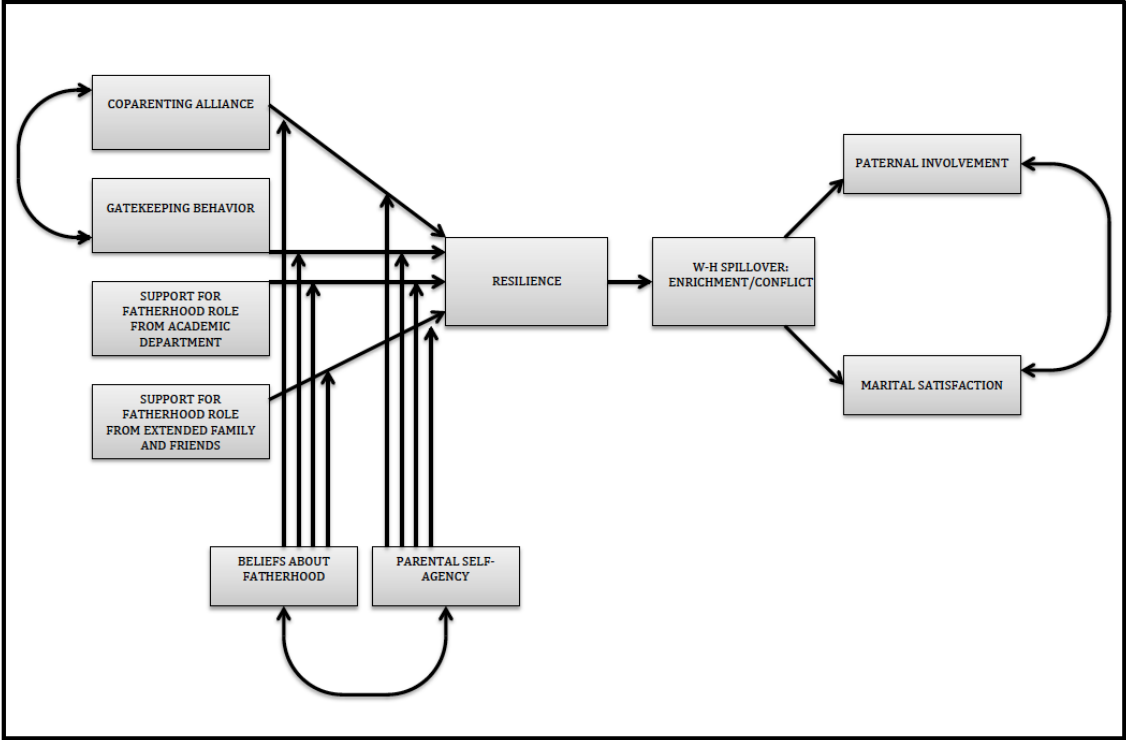 COPARENTING ALLIANCE
GATEKEEPING BEHAVIOR
SUPPORT FOR
FATHERHOOD ROLE
FROM ACADEMIC
DEPARTMENT
SUPPORT FOR
FATHERHOOD ROLE
FROM EXTENDED FAMILY
AND FRIENDS
RESILIENCE
W-H SPILLOVER:
ENRICHMENT/CONFLICT
PATERNAL INVOLVEMENT
MARITAL SATISFACTION
BELIEFS ABOUT
FATHERHOOD
PARENTAL SELF-
AGENCY